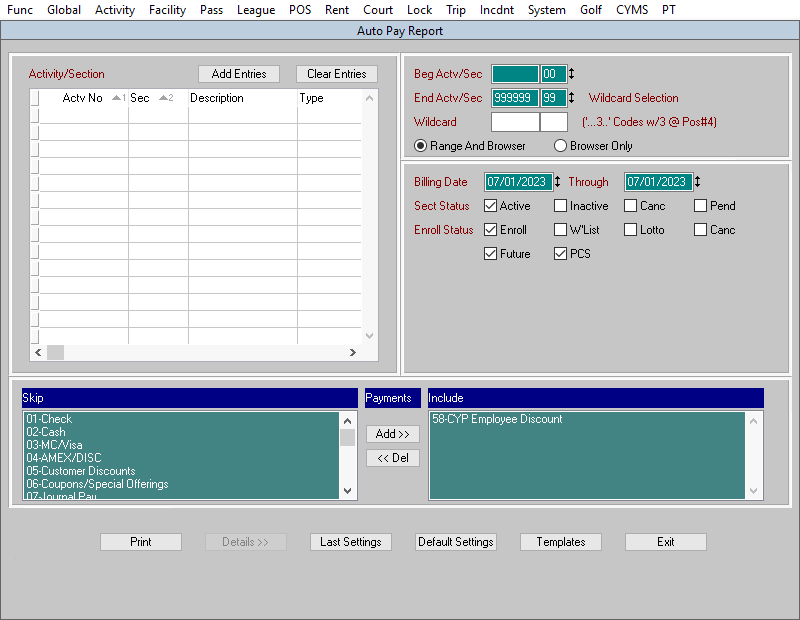 Func Global Activity Facility Pass League POS Rent Court Lock Trip Incdnt System Golf CYMS PT
Auto Pay Report
Activity/Section Add Entries Clear Entries
Actv No 1 Sec 2 Description Type
Beg Actv/Sec 00
End Actv/Sec 999999 99 Wildcard Selection
Wildcard ('...3..' Codes w/3 @ Pos#4)
Range And Browser Browser Only
Billing Date 07/01/2023 Through 07/01/2023
Sect Status Active Inactive Canc Pend
Enroll Status Enroll W'List Lotto Canc
Future PCS
Skip Payments Include
01-Check
02-Cash
03-MC/Visa
04-AMEX/DISC
05-Customer Discounts
06-Coupons/Special Offerings
07-Journal Pay
Add >>
<< Del
58-CYP Employee Discount
Print Details >> Last Settings Default Settings Templates Exit